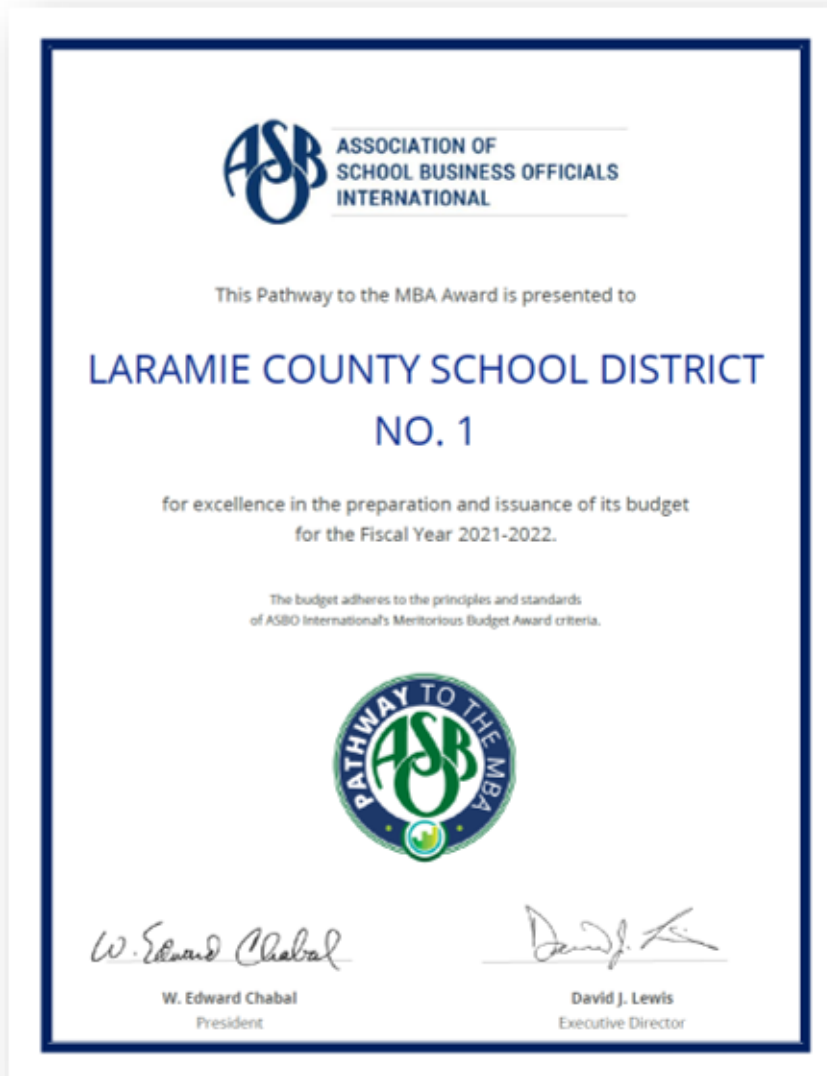 ASBO
ASSOCIATION OF
SCHOOL BUSINESS OFFICIALS
INTERNATIONAL
This Pathway to the MBA Award is presented to
LARAMIE COUNTY SCHOOL DISTRICT
NO. 1
for excellence in the preparation and issuance of its budget
for the Fiscal Year 2021-2022.
The budget adheres to the principles and standards
of ASBO International's Meritorious Budget Award criteria.
PATHWAY TO THE MBA
ASBO
W. Edward Chabal
David J. Lewis
W. Edward Chabal
David J. Lewis
President
Executive Director